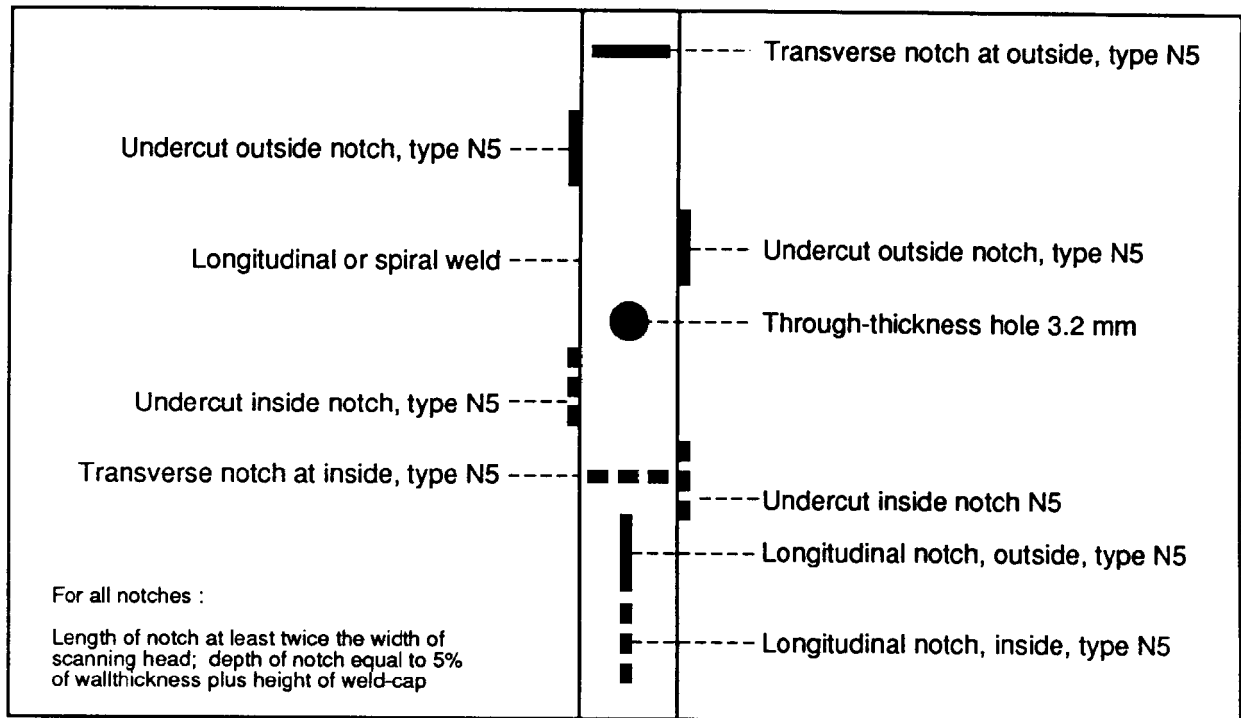 Transverse notch at outside, type N5
Undercut outside notch, type N5
Longitudinal or spiral weld
Undercut outside notch, type N5
Through-thickness hole 3.2 mm
Undercut inside notch, type N5
Transverse notch at inside, type N5
Undercut inside notch N5
Longitudinal notch, outside, type N5
Longitudinal notch, inside, type N5
For all notches :
Length of notch at least twice the width of
scanning head; depth of notch equal to 5%
of wallthickness plus height of weld-cap